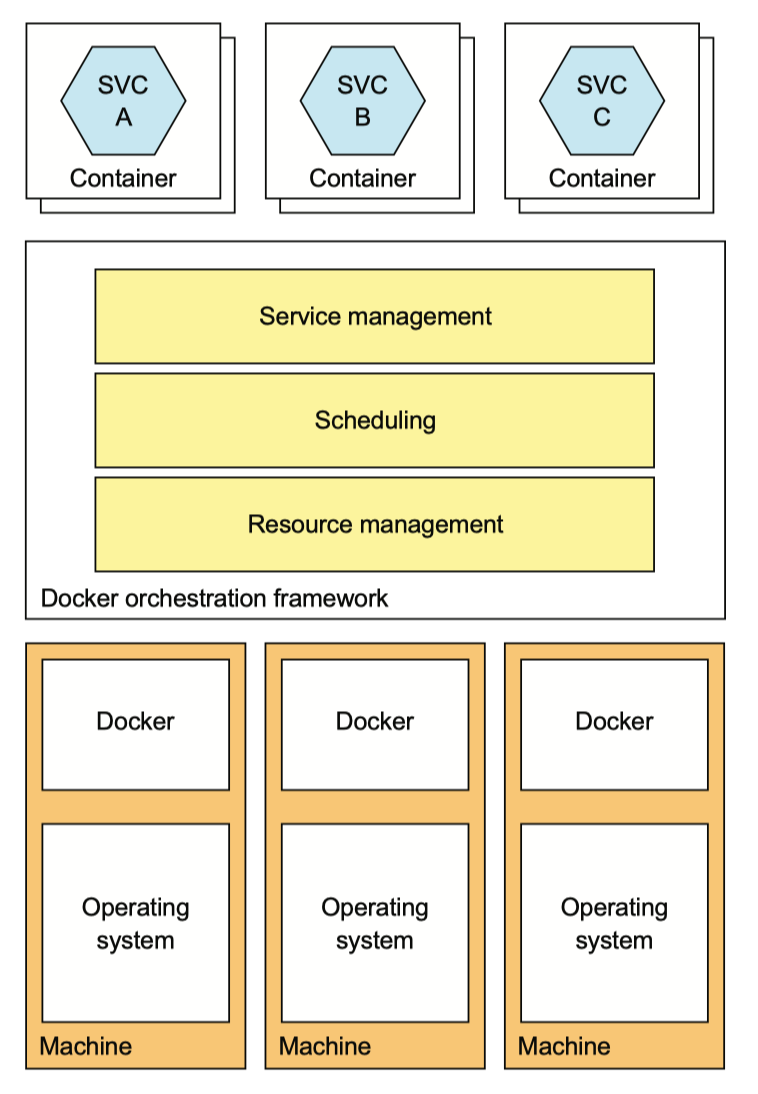 SVC
A
Container
SVC
B
Container
SVC
C
Container
Service management
Scheduling
Resource management
Docker orchestration framework
Docker
Docker
Docker
Operating
system
Operating
system
Operating
system
Machine
Machine
Machine